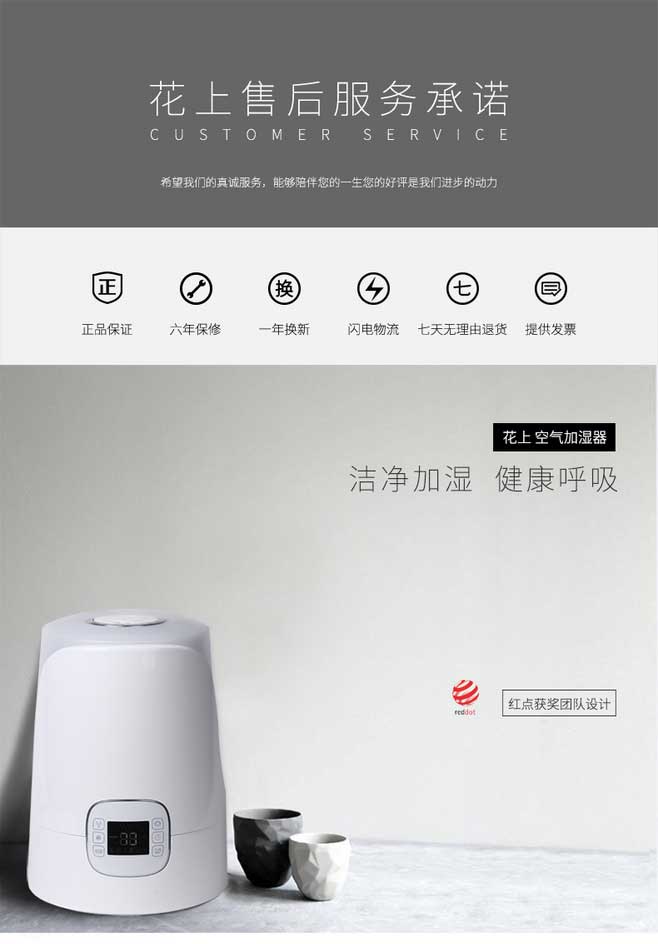 花上售后服务承诺
CUSTOMER SERVICE
希望我们的真诚服务，能够陪伴您的一生您的好评是我们进步的动力
正 换 七
正品保证 六年保修 一年换新 闪电物流 七天无理由退货 提供发票
花上 空气加湿器
洁净加湿 健康呼吸
reddot
红点获奖团队设计